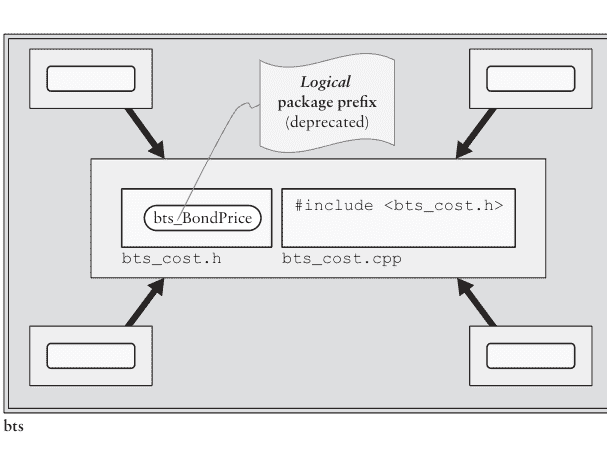 Logical
package prefix
(deprecated)
#include <bts_cost.h>
bts_BondPrice
bts_cost.h
bts_cost.cpp
bts